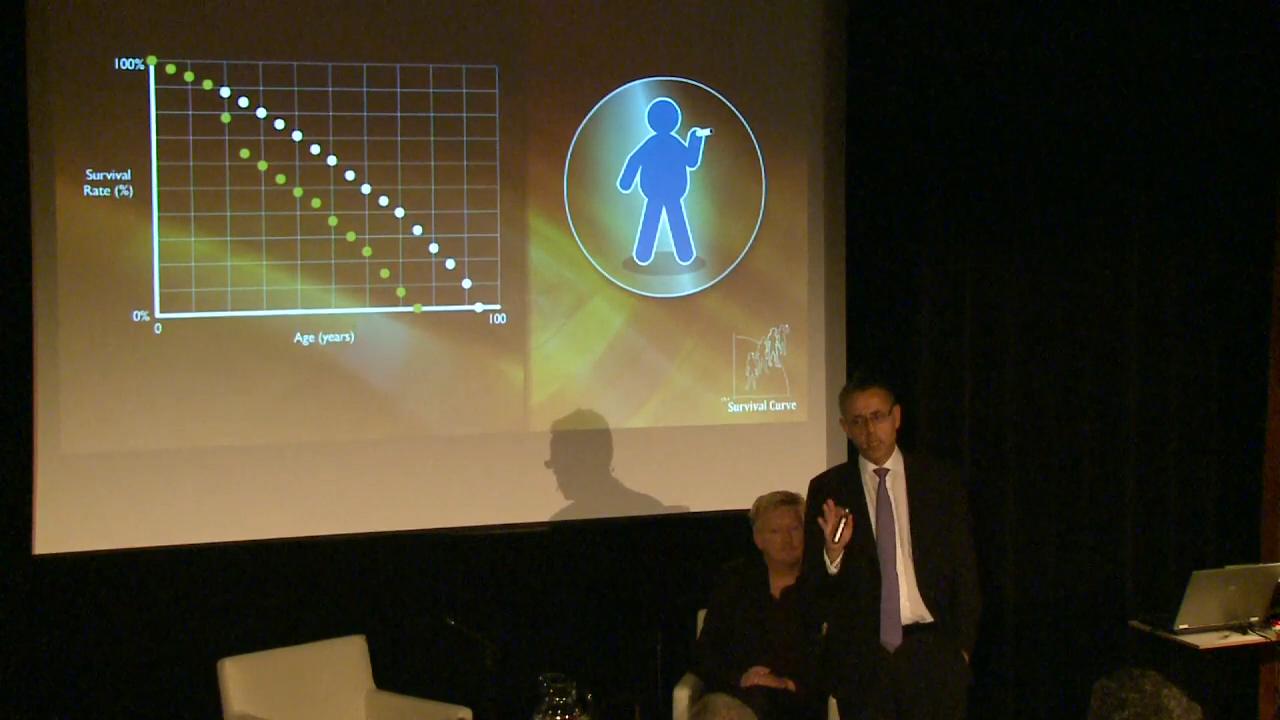 100%
Survival
Rate (%)
0%
0
100
Age (years)
Survival Curve